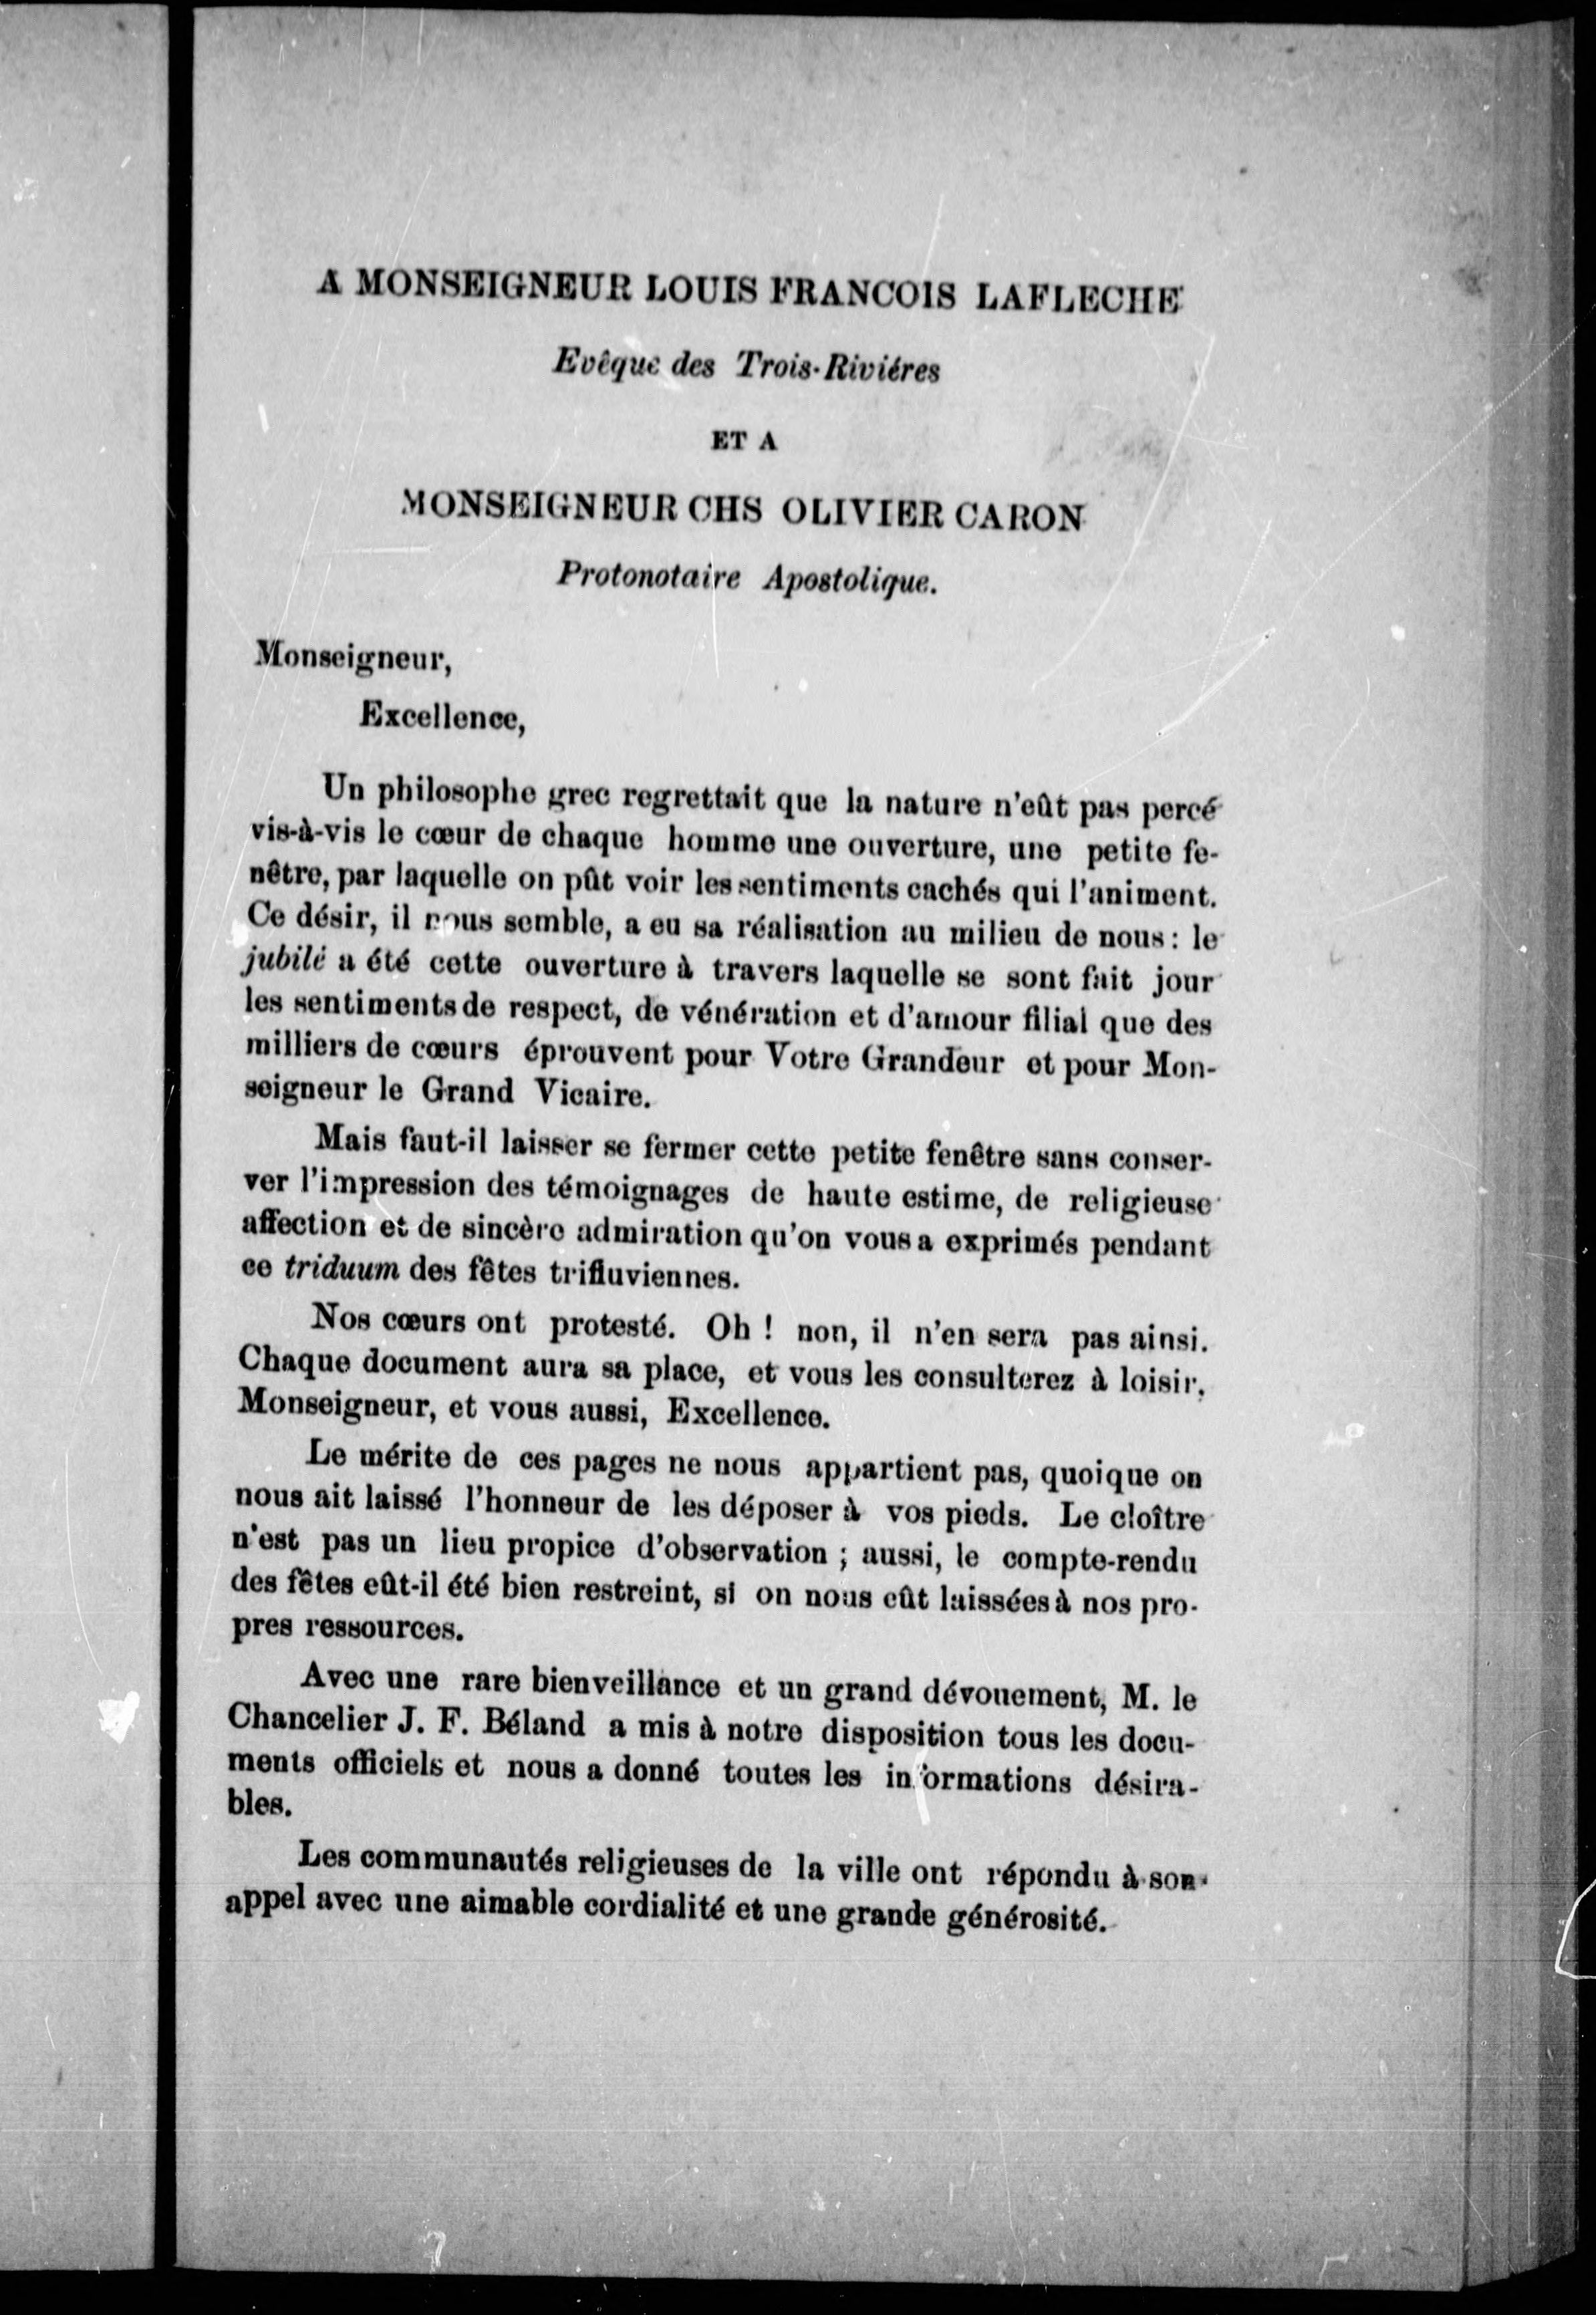 A MONSEIGNEUR LOUIS FRANCOIS LAFLECHE
Evêque des Trois-Riviéres
ET A
MONSEIGNEUR CHS OLIVIER CARON
Protonotaire Apostolique.
Monseigneur,
Excellence,
Un philosophe grec regrettait que la nature n'eût pas percé
vis-à-vis le cœur de chaque homme une ouverture, une petite fe-
nêtre, par laquelle on pût voir les sentiments cachés qui l'animent.
Ce désir, il nous semble, a eu sa réalisation au milieu de nous : le
jubilé a été cette ouverture à travers laquelle se sont fait jour
les sentiments de respect, de vénération et d'amour filial que des
milliers de cœurs éprouvent pour Votre Grandeur et pour Mon-
seigneur le Grand Vicaire.
Mais faut-il laisser se fermer cette petite fenêtre sans conser-
ver l'impression des témoignages de haute estime, de religieuse
affection et de sincère admiration qu'on vous a exprimés pendant
ce triduum des fêtes trifluviennes.
Nos cœurs ont protesté. Oh ! non, il n'en sera pas ainsi.
Chaque document aura sa place, et vous les consulterez à loisir,
Monseigneur, et vous aussi, Excellence.
Le mérite de ces pages ne nous appartient pas, quoique on
nous ait laissé l'honneur de les déposer à vos pieds. Le cloître
n'est pas un lieu propice d'observation ; aussi, le compte-rendu
des fêtes eût-il été bien restreint, si on nous eût laissées à nos pro-
pres ressources.
Avec une rare bienveillance et un grand dévouement, M. le
Chancelier J. F. Béland a mis à notre disposition tous les docu-
ments officiels et nous a donné toutes les informations désira-
bles.
Les communautés religieuses de la ville ont répondu à son
appel avec une aimable cordialité et une grande générosité.